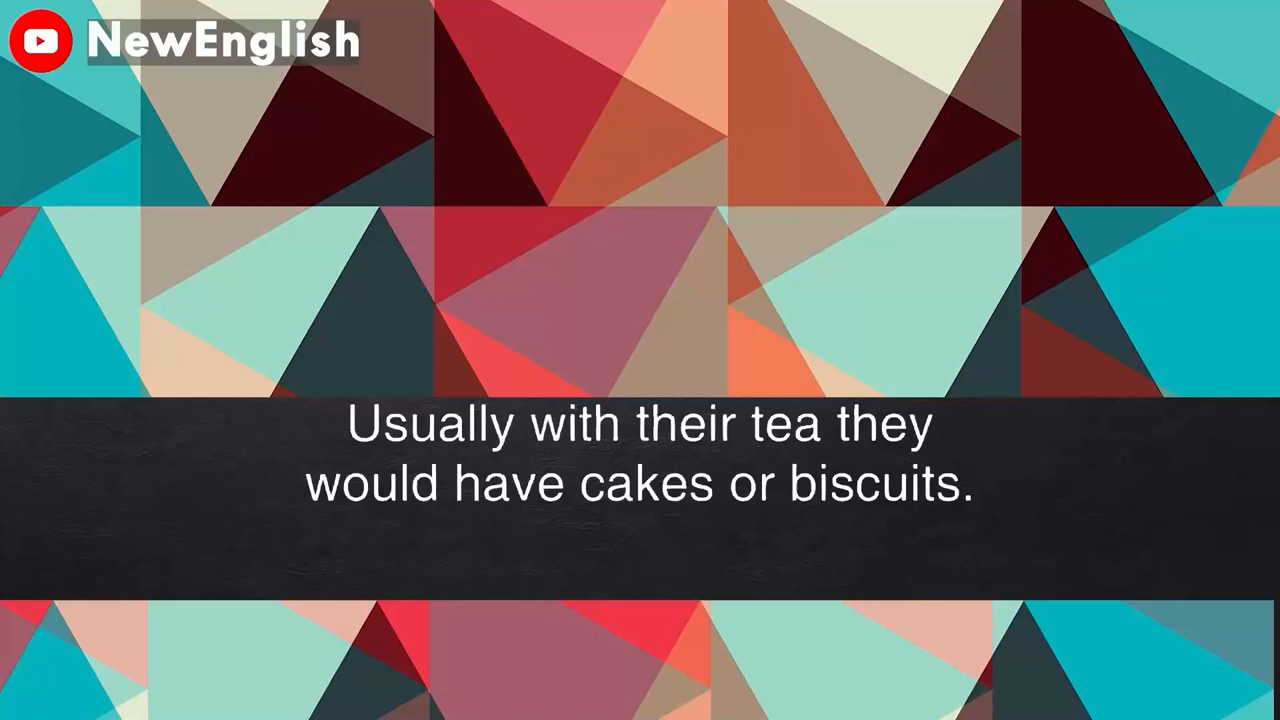 NewEnglish
Usually with their tea they
would have cakes or biscuits.